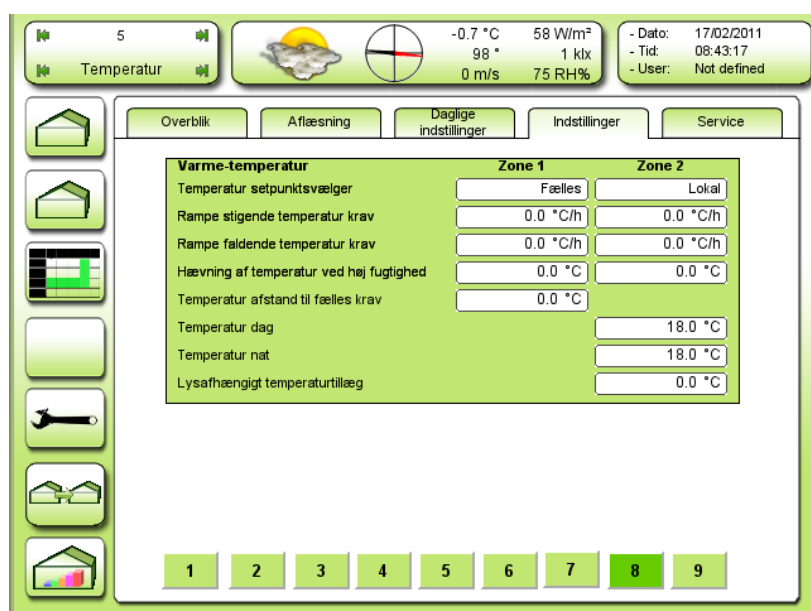 5
Temperatur
-0.7 °C 58 W/m²
98 ° 1 klx
0 m/s 75 RH%
- Dato: 17/02/2011
- Tid: 08:43:17
- User: Not defined
Overblik
Aflæsning
Daglige
indstillinger
Indstillinger
Service
Varme-temperatur Zone 1 Zone 2
Temperatur setpunktsvælger Fælles Lokal
Rampe stigende temperatur krav 0.0 °C/h 0.0 °C/h
Rampe faldende temperatur krav 0.0 °C/h 0.0 °C/h
Hævning af temperatur ved høj fugtighed 0.0 °C 0.0 °C
Temperatur afstand til fælles krav 0.0 °C
Temperatur dag 18.0 °C
Temperatur nat 18.0 °C
Lysafhængigt temperaturtillæg 0.0 °C
1 2 3 4 5 6 7 8 9